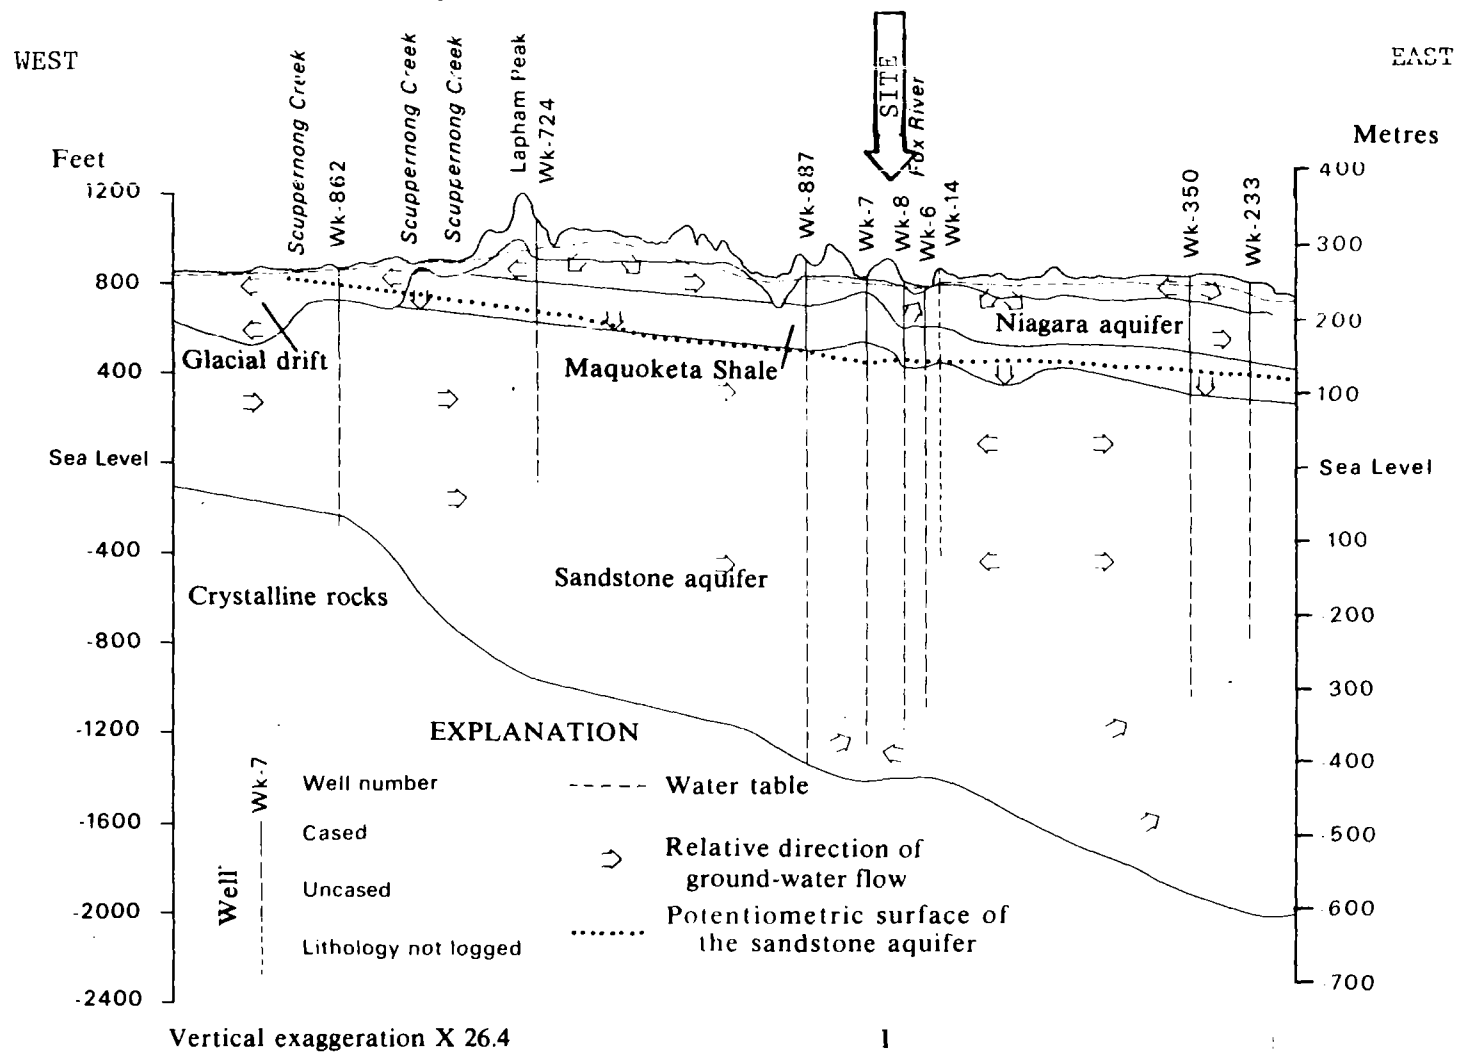 WEST
EAST
SITE
Scuppernong Creek
Wk-862
Scuppernong Creek
Scuppernong Creek
Lapham Peak
Wk-724
Wk-887
Wk-7
Wk-8
Fox River
Wk-6
Wk-14
Wk-350
Wk-233
Feet
1200
800
400
Sea Level
-400
-800
-1200
-1600
-2000
-2400
Metres
400
300
200
100
Sea Level
100
200
300
400
500
600
700
Glacial drift
Maquoketa Shale
Niagara aquifer
Sandstone aquifer
Crystalline rocks
EXPLANATION
Wk-7
Well
Well number
Cased
Uncased
Lithology not logged
Water table
Relative direction of
ground-water flow
Potentiometric surface of
the sandstone aquifer
Vertical exaggeration X 26.4